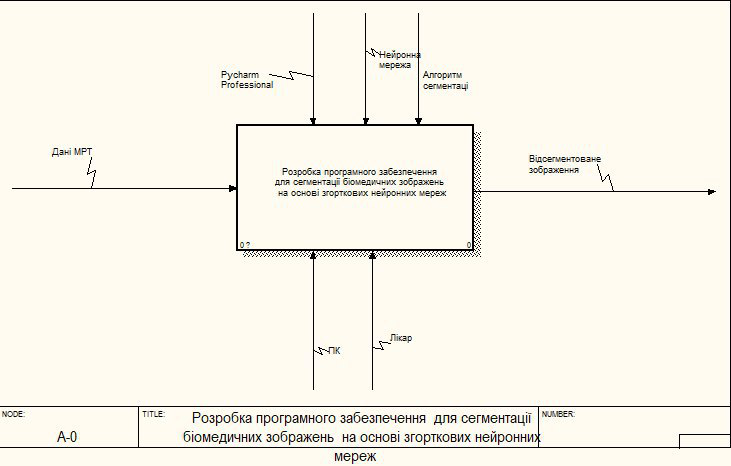 Нейронна
мережа
Pycharm
Professional
Алгоритм
сегментаці
Дані МРТ
Відсегментоване
зображення
Розробка програмного забезпечення
для сегментації біомедичних зображень
на основі згорткових нейронних мереж
0 ?
0
Лікар
ПК
NODE:
TITLE:
NUMBER:
A-0
Розробка програмного забезпечення для сегментації
біомедичних зображень на основі згорткових нейронних
мереж